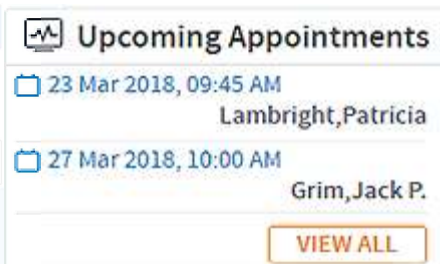 Upcoming Appointments
23 Mar 2018, 09:45 AM
Lambright,Patricia
27 Mar 2018, 10:00 AM
Grim,Jack P.
VIEW ALL